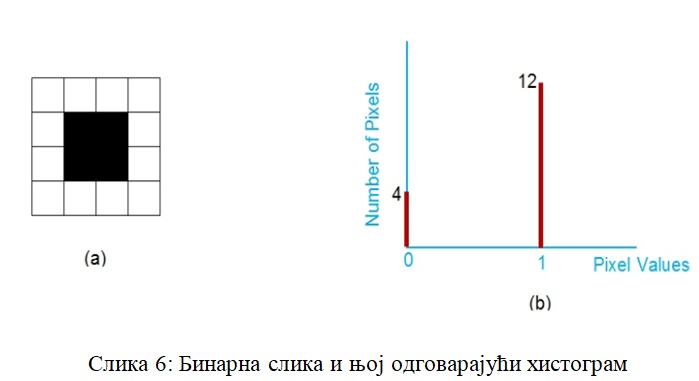 12
Number of Pixels
4
0
1
Pixel Values
(a)
(b)
Слика 6: Бинарна слика и њој одговарајући хистограм